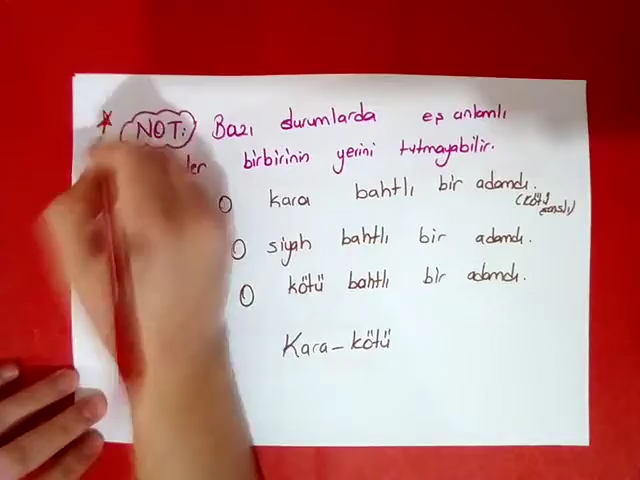 * NOT: Bazı durumlarda eş anlamlı
ler birbirinin yerini tutmayabilir.
O kara bahtlı bir adamdı.
(kötü şanslı)
O siyah bahtlı bir adamdı.
O kötü bahtlı bir adamdı.
Kara - kötü